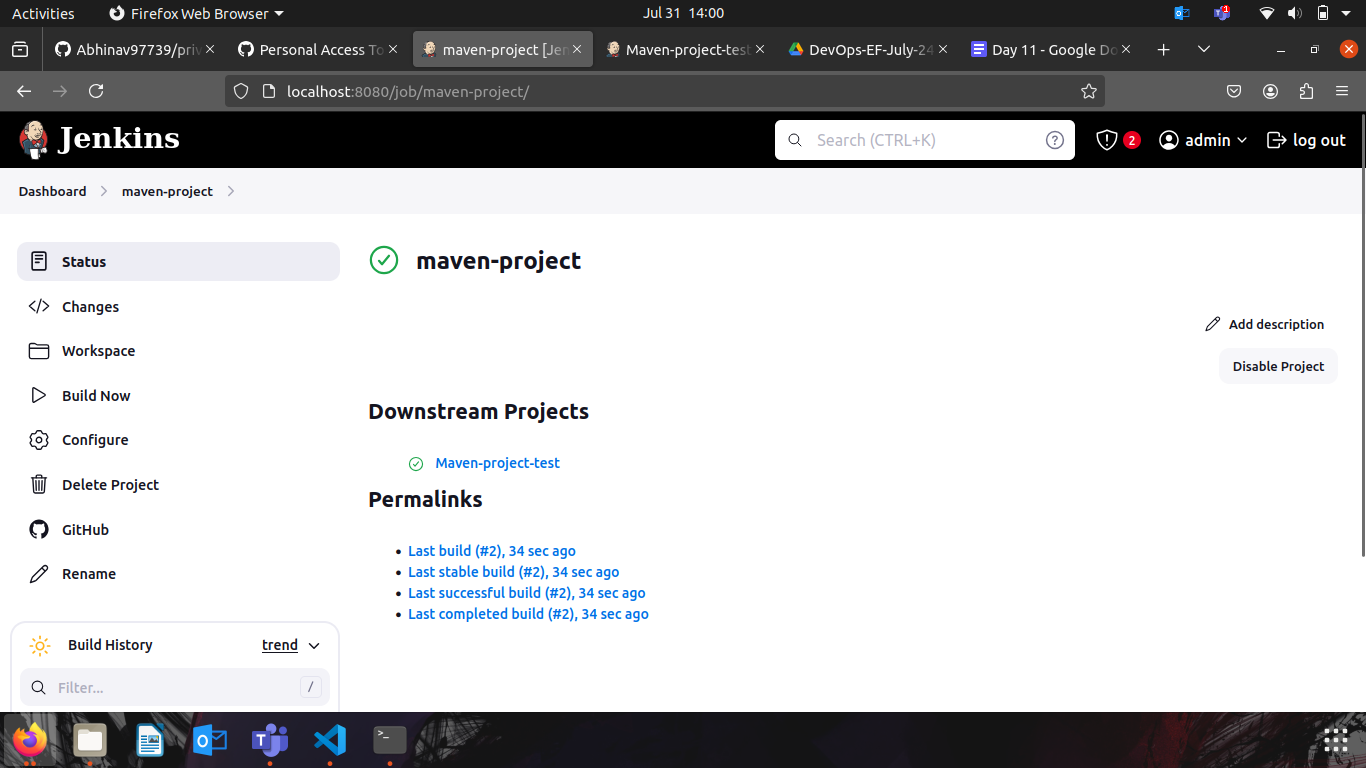 Activities Firefox Web Browser Jul 31 14:00 1
Abhinav97739/priv Personal Access To maven-project [Jen Maven-project-test DevOps-EF-July-24 Day 11 - Google Do
localhost:8080/job/maven-project/
Jenkins Search (CTRL+K) ? 2 admin log out
Dashboard maven-project
Status
maven-project
Changes
Add description
Workspace
Disable Project
Build Now
Downstream Projects
Configure
Maven-project-test
Delete Project
Permalinks
GitHub
Last build (#2), 34 sec ago
Last stable build (#2), 34 sec ago
Rename
Last successful build (#2), 34 sec ago
Last completed build (#2), 34 sec ago
Build History trend
Filter... /